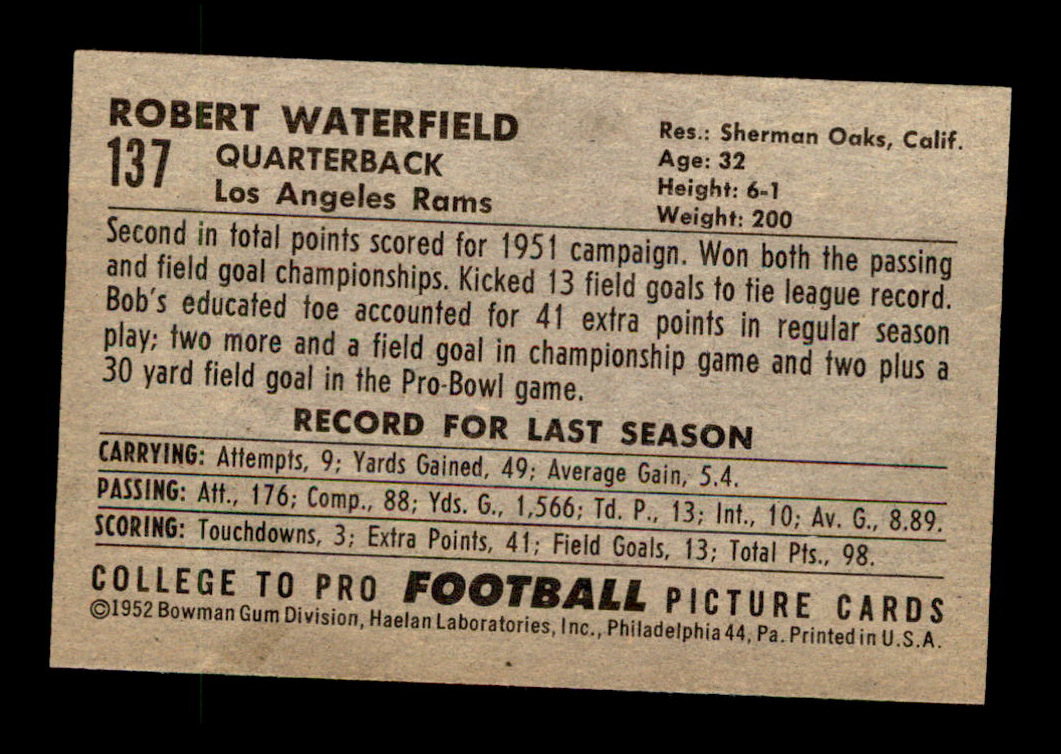 ROBERT WATERFIELD
137
QUARTERBACK
Los Angeles Rams
Res.: Sherman Oaks, Calif.
Age: 32
Height: 6-1
Weight: 200
Second in total points scored for 1951 campaign. Won both the passing
and field goal championships. Kicked 13 field goals to tie league record.
Bob's educated toe accounted for 41 extra points in regular season
play; two more and a field goal in championship game and two plus a
30 yard field goal in the Pro-Bowl game.
RECORD FOR LAST SEASON
CARRYING: Attempts, 9; Yards Gained, 49; Average Gain, 5.4.
PASSING: Att., 176; Comp., 88; Yds. G., 1,566; Td. P., 13; Int., 10; Av. G., 8.89.
SCORING: Touchdowns, 3; Extra Points, 41; Field Goals, 13; Total Pts., 98.
COLLEGE TO PRO FOOTBALL PICTURE CARDS
©1952 Bowman Gum Division, Haelan Laboratories, Inc., Philadelphia 44, Pa. Printed in U.S.A.